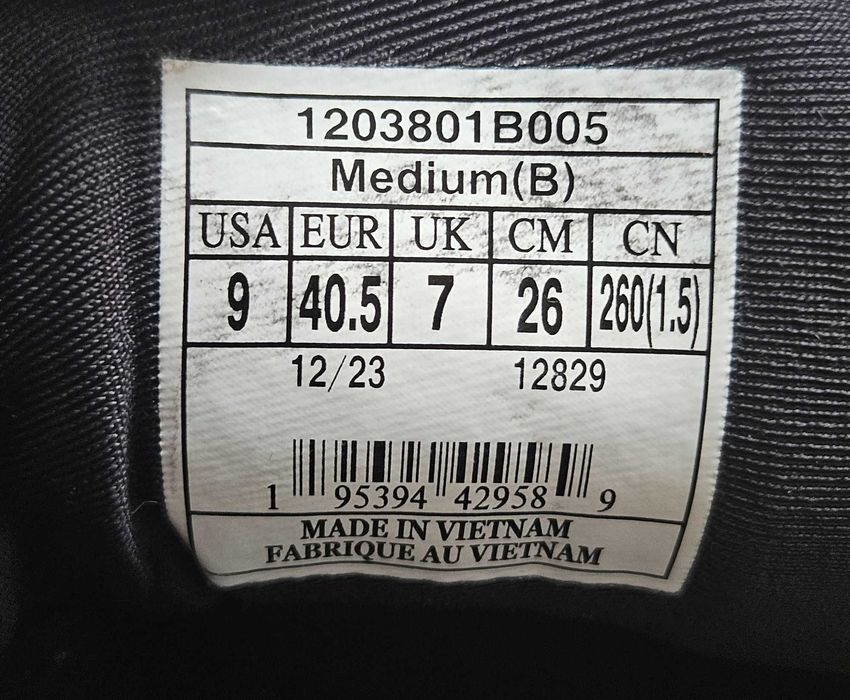 1203801B005
Medium(B)
USA EUR UK CM CN
9 40.5 7 26 260(1.5)
12/23 12829
1 95394 42958 9
MADE IN VIETNAM
FABRIQUE AU VIETNAM